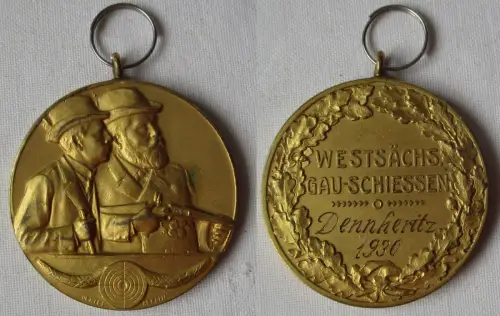 WESTSÄCHS.
GAU-SCHIESSEN
Dennheritz
1930